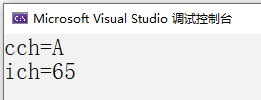 Microsoft Visual Studio 调试控制台
cch=A
ich=65